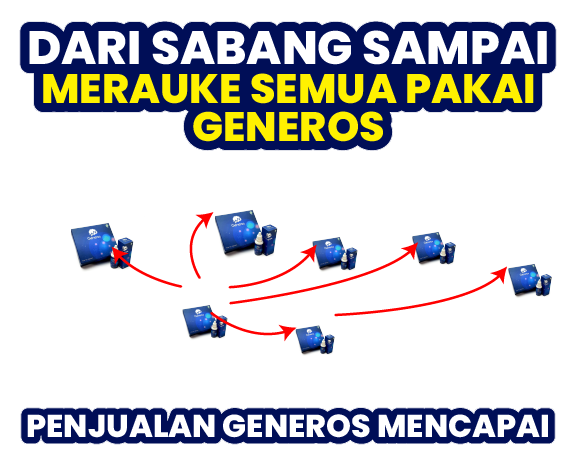 DARI SABANG SAMPAI
MERAUKE SEMUA PAKAI
GENEROS
PENJUALAN GENEROS MENCAPAI